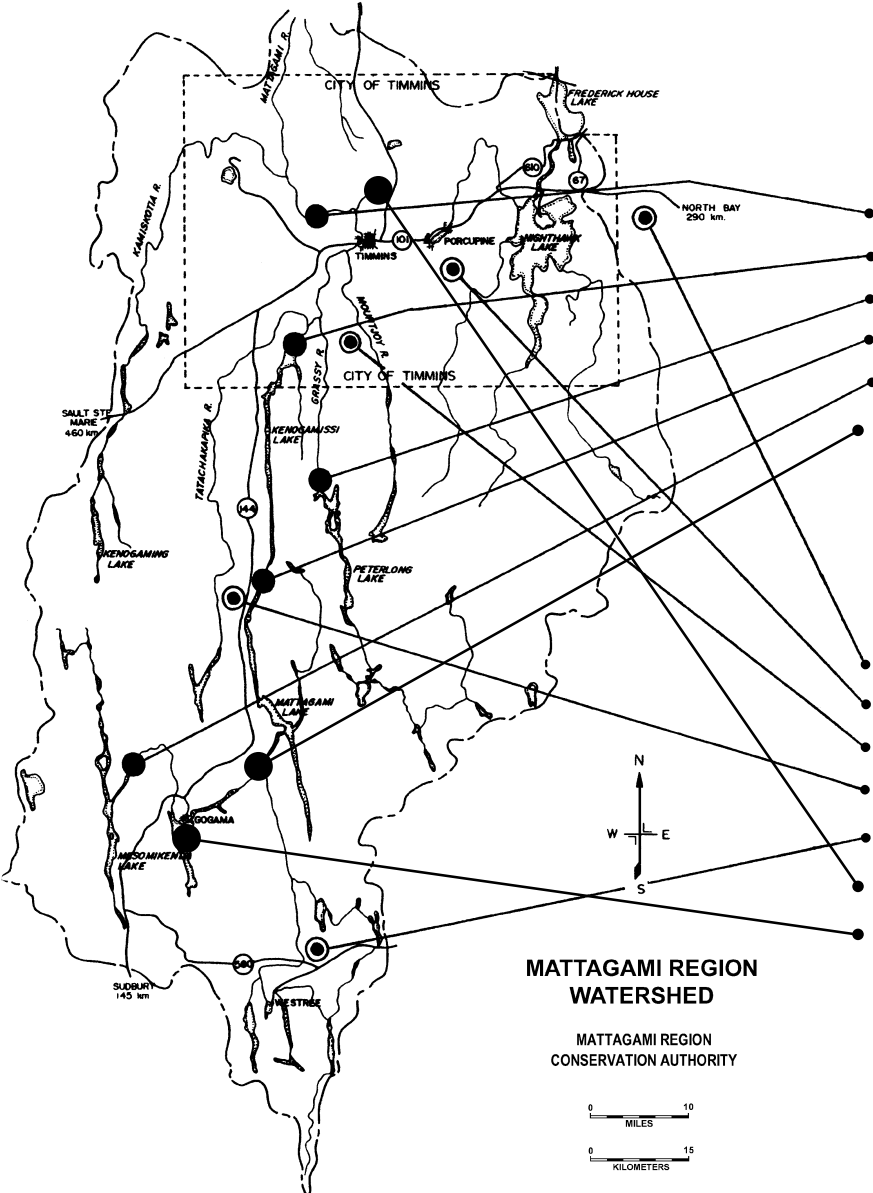 MATTAGAMI R.
CITY OF TIMMINS
FREDERICK HOUSE
LAKE
610
67
KAMISKOTIA R.
NORTH BAY
290 km.
101
TIMMINS
PORCUPINE
NIGHTHAWK
LAKE
MOUNTJOY R.
GRASSY R.
CITY OF TIMMINS
SAULT STE
MARIE
460 km
TATACHAKAPIKA R.
KENOGAMISSI
LAKE
144
KENOGAMING
LAKE
PETERLONG
LAKE
MATTAGAMI
LAKE
N
W
E
S
GOGAMA
MESOMIKENDA
LAKE
560
SUDBURY
145 km
WESTREE
MATTAGAMI REGION
WATERSHED
MATTAGAMI REGION
CONSERVATION AUTHORITY
0 10
MILES
0 15
KILOMETERS